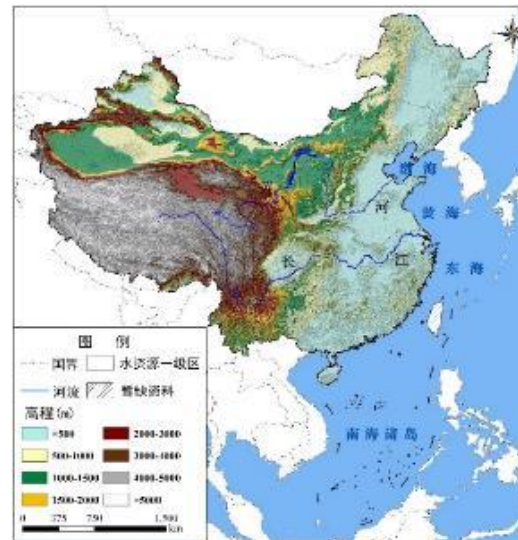 渤海
河
黄海
长
江
东海
南海诸岛
图例
国界
水资源一级区
河流
暂缺资料
高程(m)
<500
2000-3000
500-1000
3000-4000
1000-1500
4000-5000
1500-2000
>5000
0 375 750 1,500
km